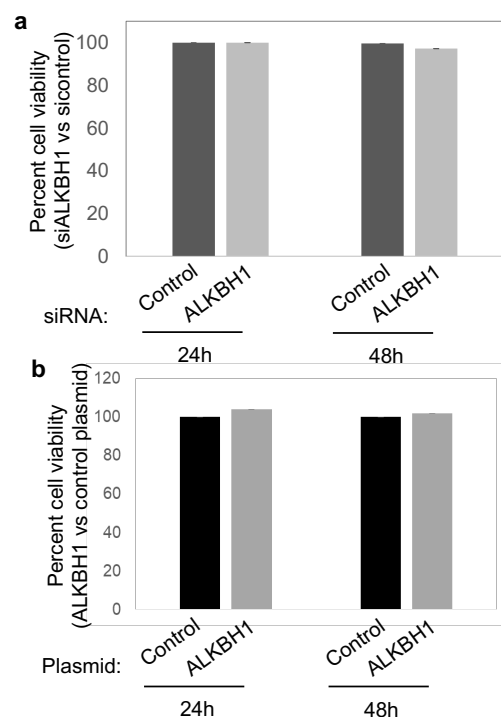 a
Percent cell viability
(siALKBH1 vs sicontrol)
100
80
60
40
20
0
siRNA:
Control
ALKBH1
Control
ALKBH1
24h
48h
b
Percent cell viability
(ALKBH1 vs control plasmid)
120
100
80
60
40
20
0
Plasmid:
Control
ALKBH1
Control
ALKBH1
24h
48h